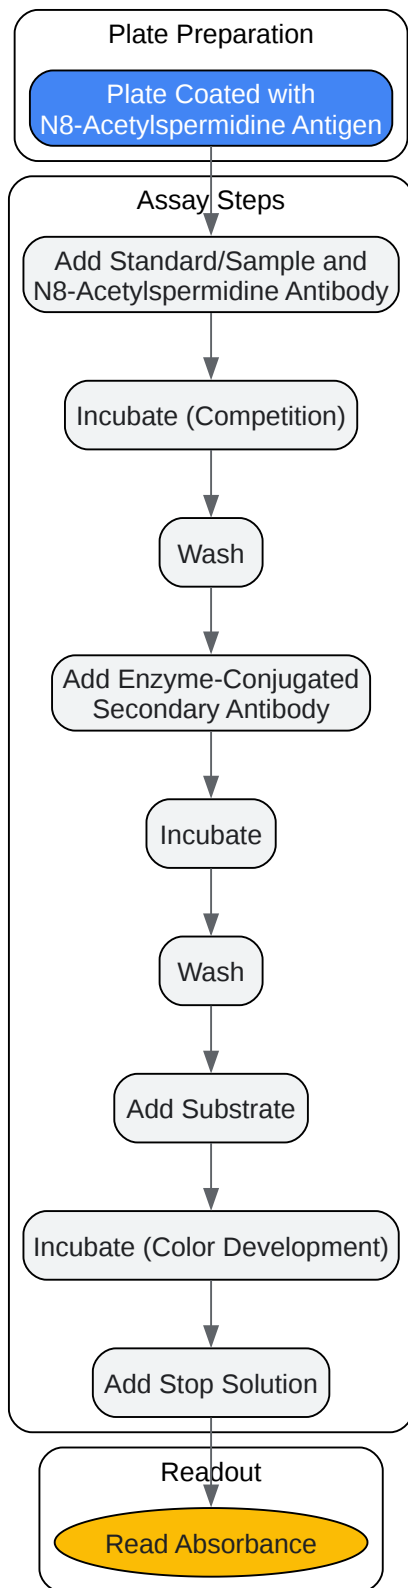 Plate Preparation
Plate Coated with
N8-Acetylspermidine Antigen
Assay Steps
Add Standard/Sample and
N8-Acetylspermidine Antibody
Incubate (Competition)
Wash
Add Enzyme-Conjugated
Secondary Antibody
Incubate
Wash
Add Substrate
Incubate (Color Development)
Add Stop Solution
Readout
Read Absorbance